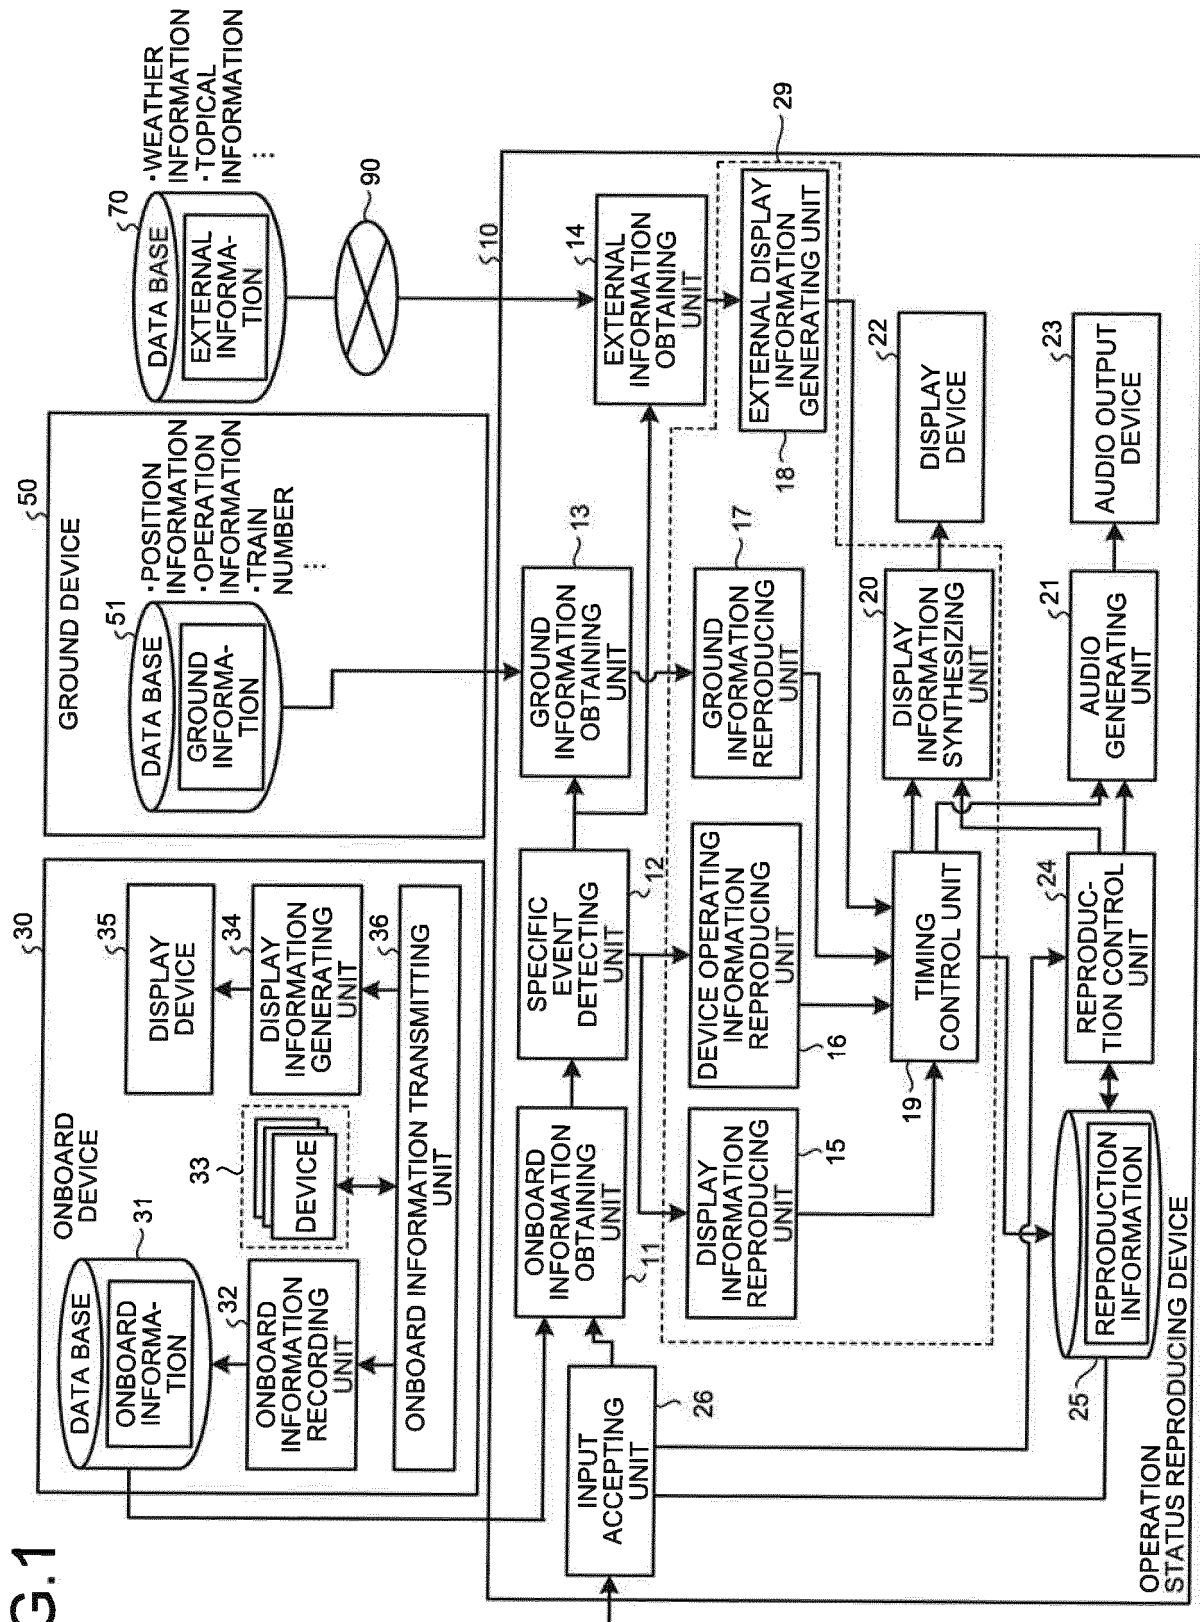 G.1
30
ONBOARD
DEVICE
DATA BASE
ONBOARD
INFORMA-
TION
31
32
ONBOARD
INFORMATION
RECORDING
UNIT
33
DEVICE
35
DISPLAY
DEVICE
34
DISPLAY
INFORMATION
GENERATING
UNIT
36
ONBOARD INFORMATION TRANSMITTING
UNIT
50
GROUND DEVICE
51
DATA BASE
GROUND
INFORMA-
TION
·POSITION
INFORMATION
·OPERATION
INFORMATION
·TRAIN
NUMBER
⋮
70
DATA BASE
EXTERNAL
INFORMA-
TION
·WEATHER
INFORMATION
·TOPICAL
INFORMATION
⋮
90
10
INPUT
ACCEPTING
UNIT
26
ONBOARD
INFORMATION
OBTAINING
UNIT
11
SPECIFIC
EVENT
DETECTING
UNIT
12
GROUND
INFORMATION
OBTAINING
UNIT
13
EXTERNAL
INFORMATION
OBTAINING
UNIT
14
DISPLAY
INFORMATION
REPRODUCING
UNIT
15
DEVICE OPERATING
INFORMATION
REPRODUCING
UNIT
16
GROUND
INFORMATION
REPRODUCING
UNIT
17
EXTERNAL DISPLAY
INFORMATION
GENERATING UNIT
18
29
TIMING
CONTROL UNIT
19
DISPLAY
INFORMATION
SYNTHESIZING
UNIT
20
DISPLAY
DEVICE
22
REPRODUCTION
INFORMATION
25
REPRODUC-
TION CONTROL
UNIT
24
AUDIO
GENERATING
UNIT
21
AUDIO OUTPUT
DEVICE
23
OPERATION
STATUS REPRODUCING DEVICE